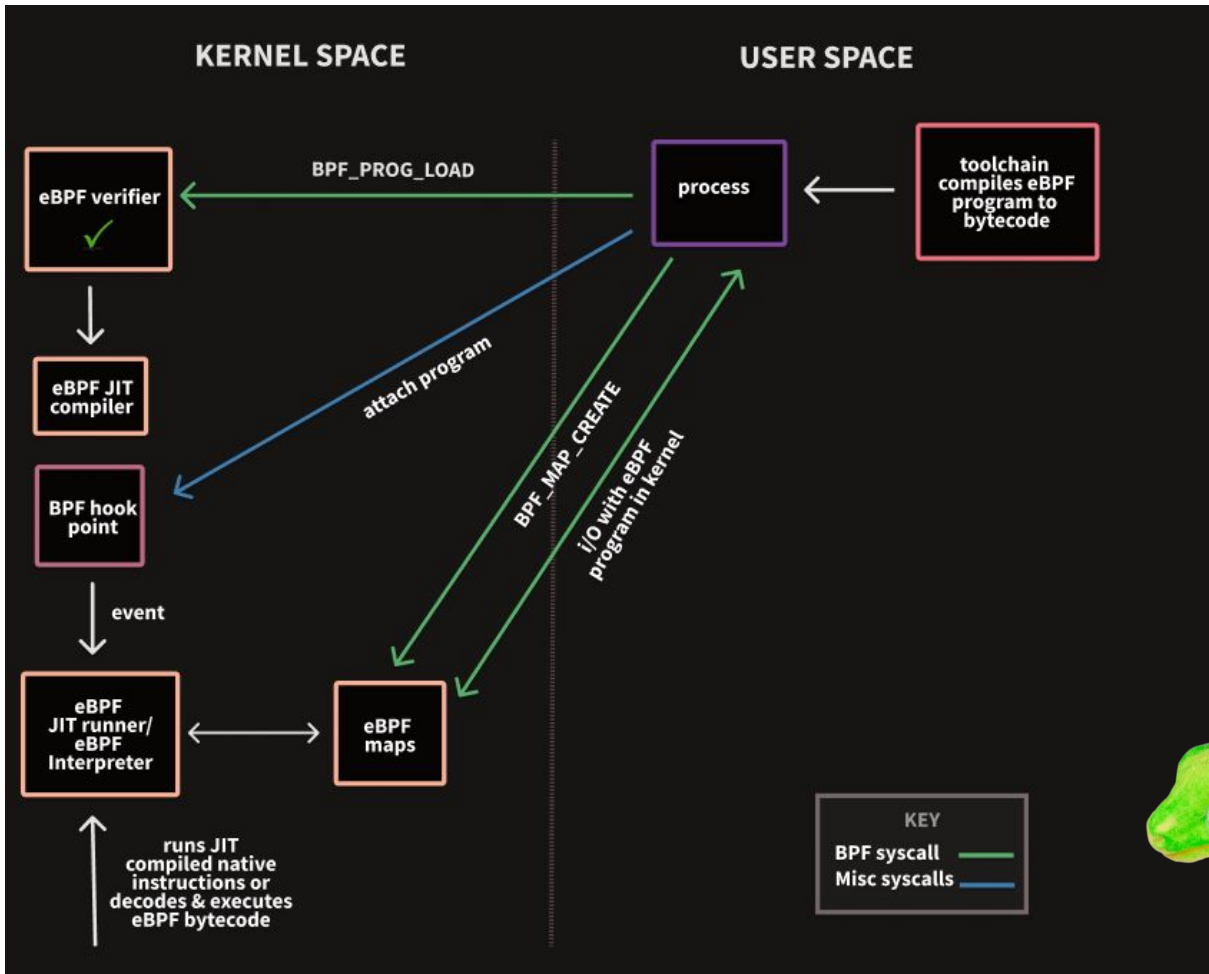 KERNEL SPACE
USER SPACE
eBPF verifier
BPF_PROG_LOAD
process
toolchain
compiles eBPF
program to
bytecode
eBPF JIT
compiler
attach program
BPF_MAP_CREATE
i/O with eBPF
program in kernel
BPF hook
point
event
eBPF
JIT runner/
eBPF
Interpreter
eBPF
maps
runs JIT
compiled native
instructions or
decodes & executes
eBPF bytecode
KEY
BPF syscall
Misc syscalls